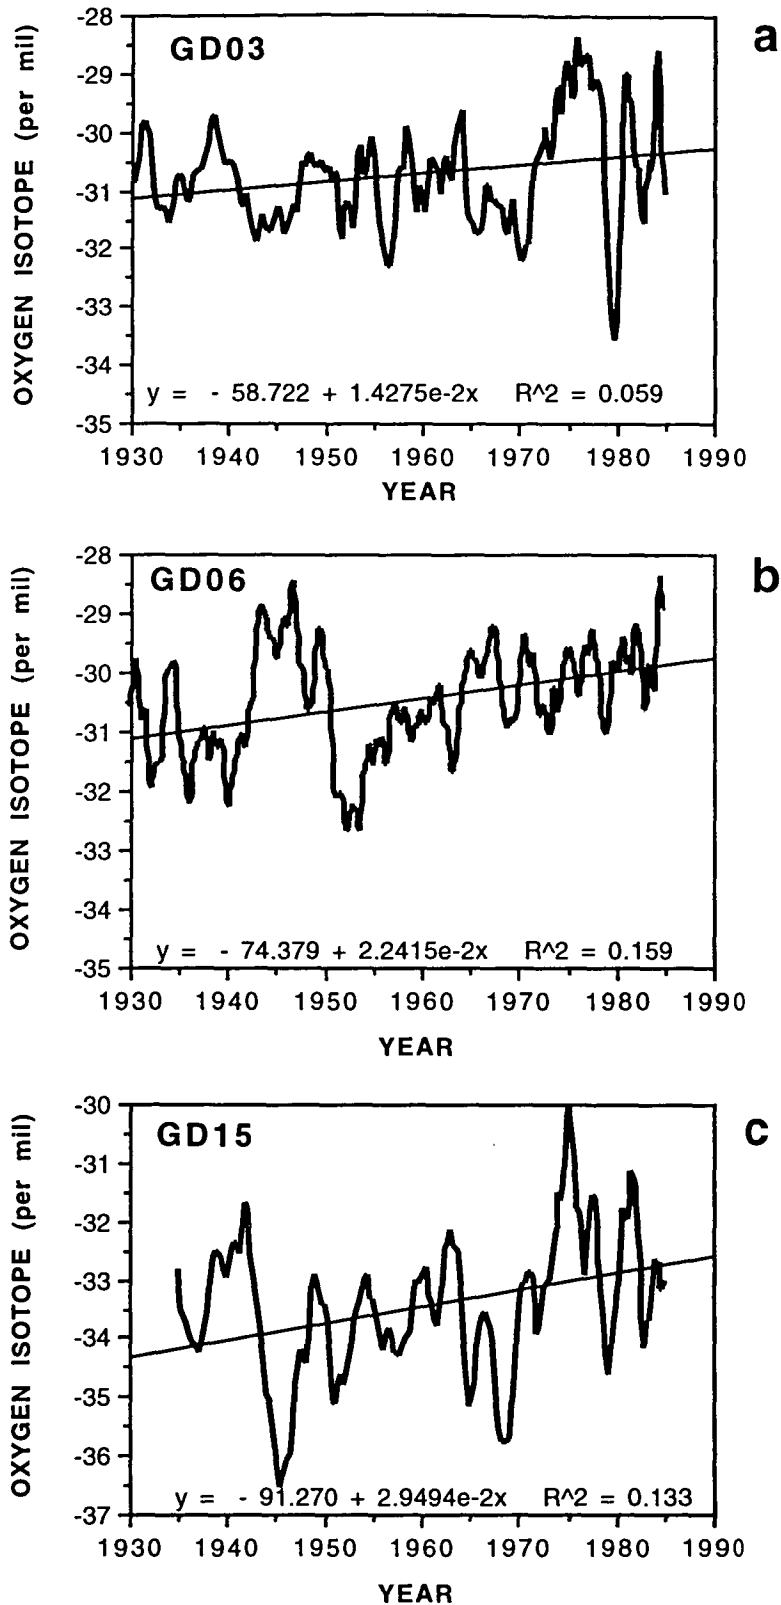 a
GD03
OXYGEN ISOTOPE (per mil)
-28
-29
-30
-31
-32
-33
-34
-35
y = - 58.722 + 1.4275e-2x R^2 = 0.059
1930 1940 1950 1960 1970 1980 1990
YEAR
b
GD06
OXYGEN ISOTOPE (per mil)
-28
-29
-30
-31
-32
-33
-34
-35
y = - 74.379 + 2.2415e-2x R^2 = 0.159
1930 1940 1950 1960 1970 1980 1990
YEAR
c
GD15
OXYGEN ISOTOPE (per mil)
-30
-31
-32
-33
-34
-35
-36
-37
y = - 91.270 + 2.9494e-2x R^2 = 0.133
1930 1940 1950 1960 1970 1980 1990
YEAR